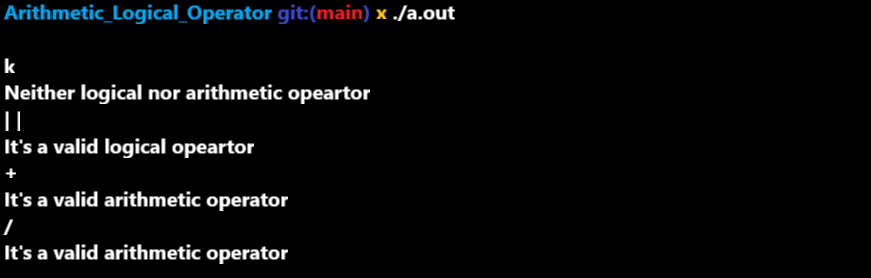 Arithmetic_Logical_Operator git:(main) x ./a.out
k
Neither logical nor arithmetic opeartor
||
It's a valid logical opeartor
+
It's a valid arithmetic operator
/
It's a valid arithmetic operator